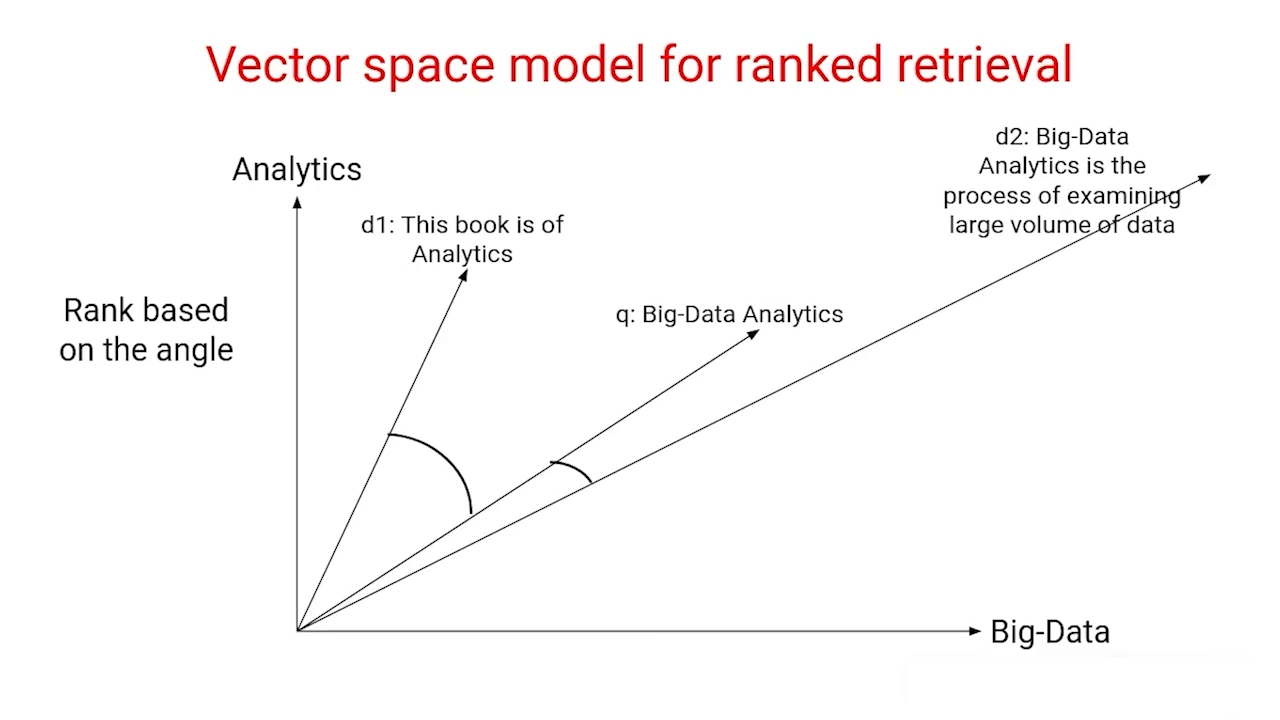 Vector space model for ranked retrieval
d2: Big-Data
Analytics is the
process of examining
large volume of data
Analytics
d1: This book is of
Analytics
Rank based
on the angle
q: Big-Data Analytics
Big-Data